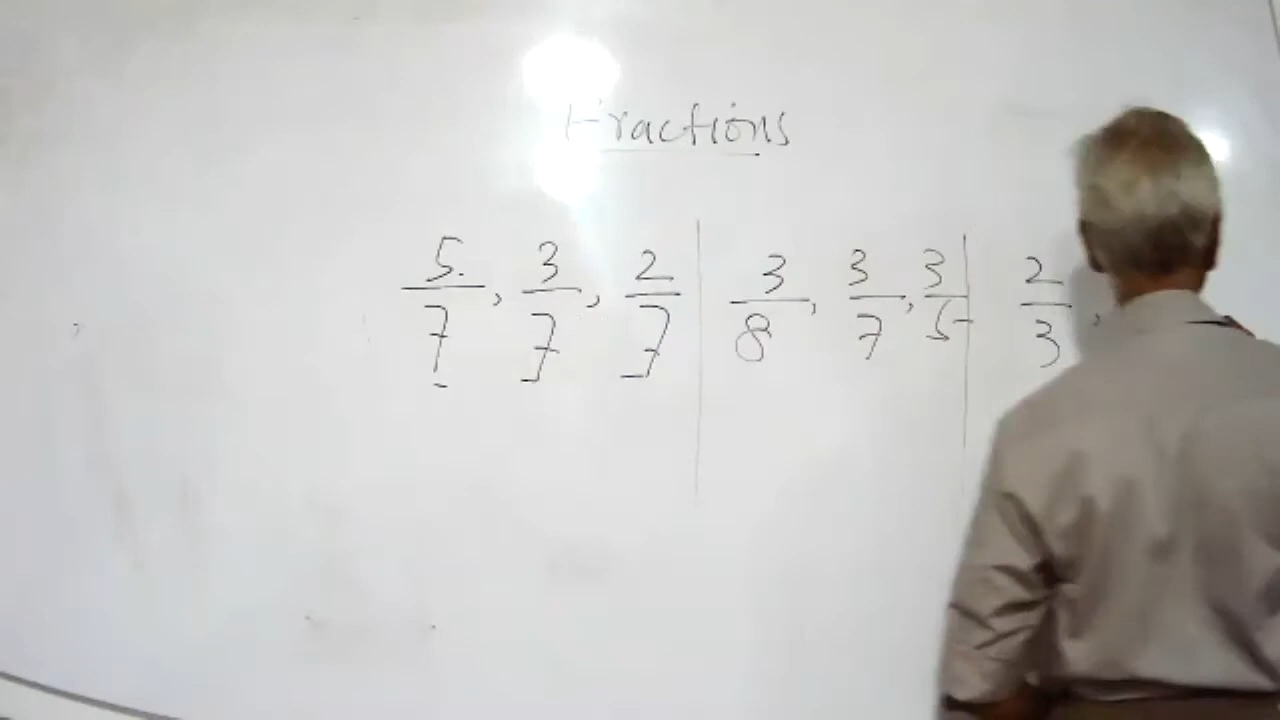 Fractions
5/7, 3/7, 2/7 | 3/8, 3/7, 3/5 | 2/3,